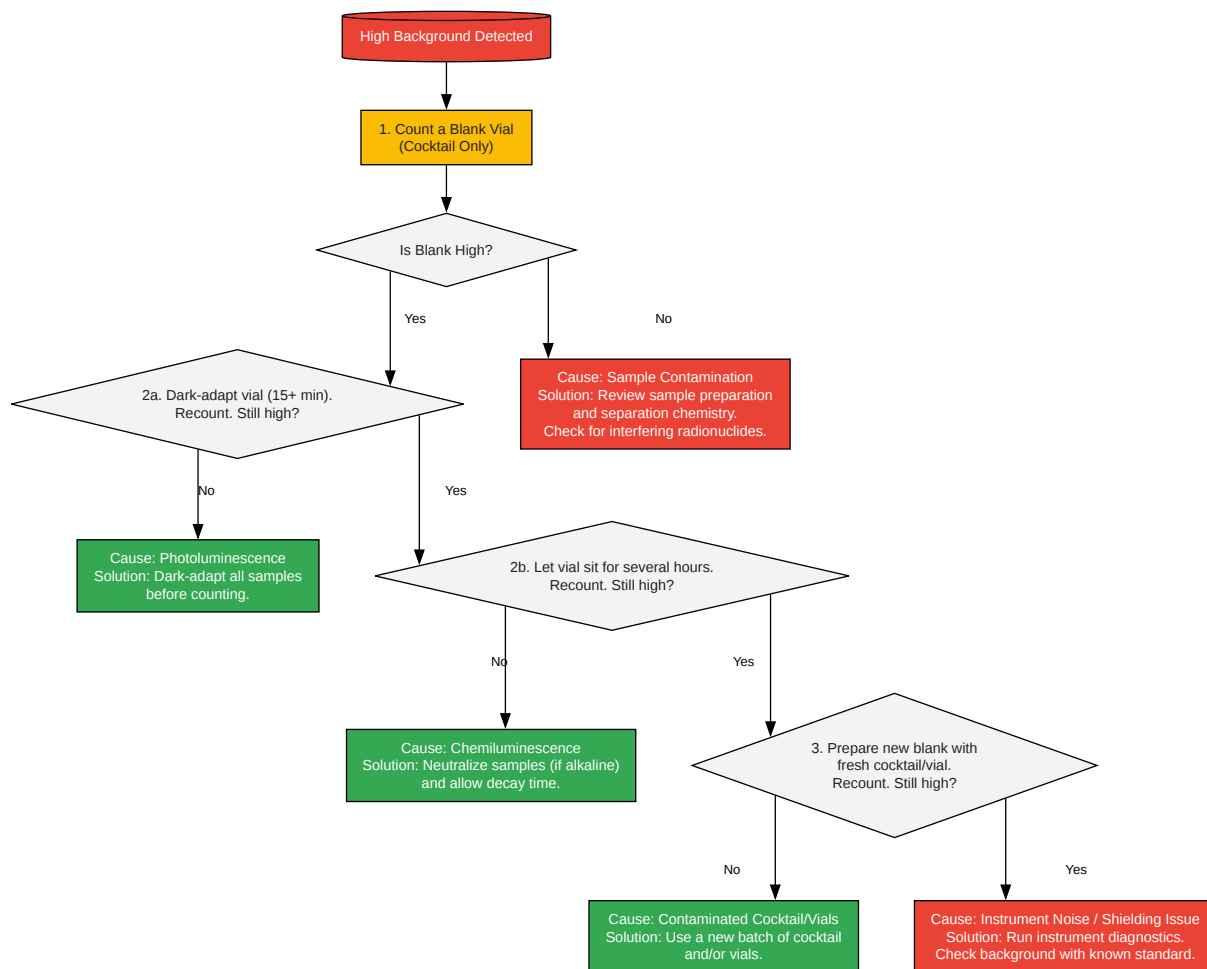 High Background Detected
1. Count a Blank Vial
(Cocktail Only)
Is Blank High?
Yes
No
Cause: Sample Contamination
Solution: Review sample preparation
and separation chemistry.
Check for interfering radionuclides.
2a. Dark-adapt vial (15+ min).
Recount. Still high?
No
Yes
Cause: Photoluminescence
Solution: Dark-adapt all samples
before counting.
2b. Let vial sit for several hours.
Recount. Still high?
No
Yes
Cause: Chemiluminescence
Solution: Neutralize samples (if alkaline)
and allow decay time.
3. Prepare new blank with
fresh cocktail/vial.
Recount. Still high?
No
Yes
Cause: Contaminated Cocktail/Vials
Solution: Use a new batch of cocktail
and/or vials.
Cause: Instrument Noise / Shielding Issue
Solution: Run instrument diagnostics.
Check background with known standard.